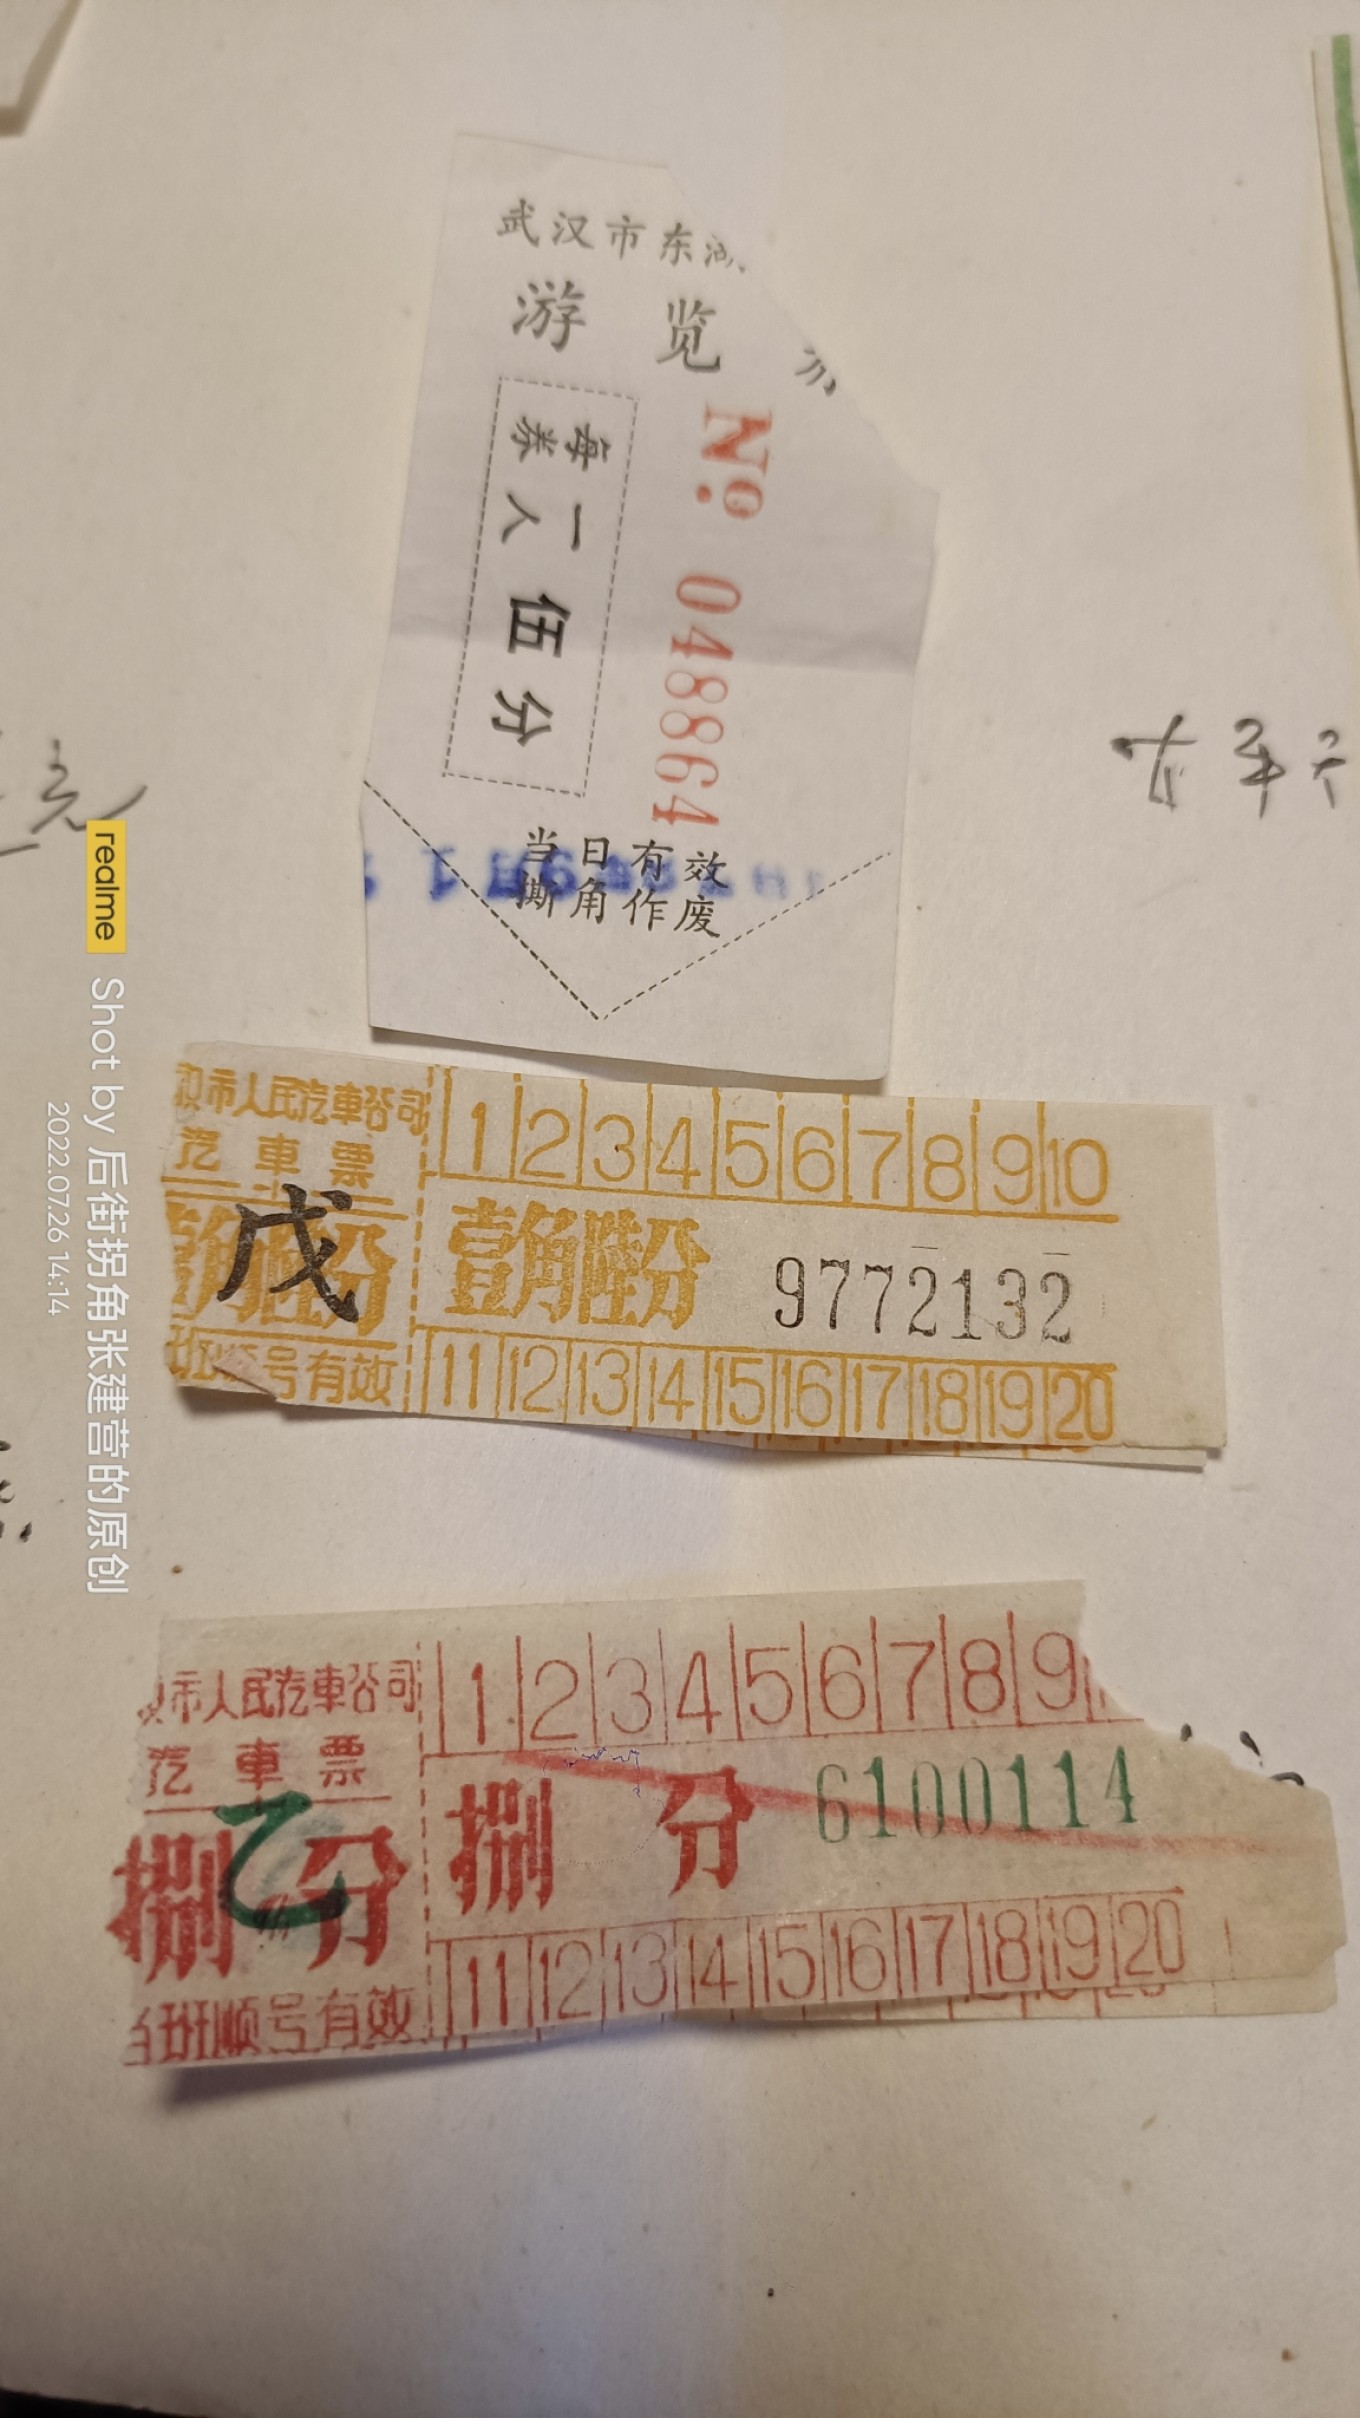 武汉市东湖
游览
每人一
券
伍分
№ 048864
当日有效
撕角作废
汉市人民汽車公司
汽車票
戊
壹角陆分
班顺号有效
1 2 3 4 5 6 7 8 9 10
壹角陆分 9772132
11 12 13 14 15 16 17 18 19 20
市人民汽車公司
汽車票
乙
捌分
当班顺号有效
1 2 3 4 5 6 7 8 9
捌分 6100114
11 12 13 14 15 16 17 18 19 20
realme Shot by 后街拐角张建营的原创
2022.07.26 14:14